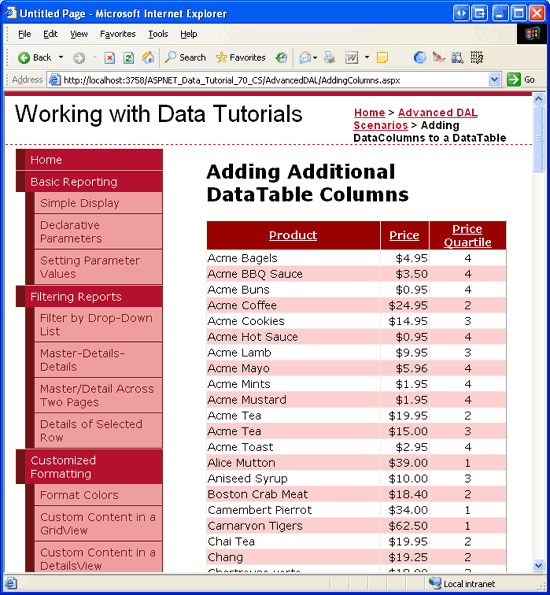 Untitled Page - Microsoft Internet Explorer
File Edit View Favorites Tools Help
Back Search Favorites
Address http://localhost:3758/ASPNET_Data_Tutorial_70_CS/AdvancedDAL/AddingColumns.aspx Go
Working with Data Tutorials
Home > Advanced DAL
Scenarios > Adding
DataColumns to a DataTable
Home
Basic Reporting
Simple Display
Declarative
Parameters
Setting Parameter
Values
Filtering Reports
Filter by Drop-Down
List
Master-Details-
Details
Master/Detail Across
Two Pages
Details of Selected
Row
Customized
Formatting
Format Colors
Custom Content in a
GridView
Custom Content in a
DetailsView
Adding Additional
DataTable Columns
Product Price Price
Quartile
Acme Bagels $4.95 4
Acme BBQ Sauce $3.50 4
Acme Buns $0.95 4
Acme Coffee $24.95 2
Acme Cookies $14.95 3
Acme Hot Sauce $0.95 4
Acme Lamb $9.95 3
Acme Mayo $5.96 4
Acme Mints $1.95 4
Acme Mustard $1.95 4
Acme Tea $19.95 2
Acme Tea $15.00 3
Acme Toast $2.95 4
Alice Mutton $39.00 1
Aniseed Syrup $10.00 3
Boston Crab Meat $18.40 2
Camembert Pierrot $34.00 1
Carnarvon Tigers $62.50 1
Chai Tea $19.95 2
Chang $19.25 2
Local intranet